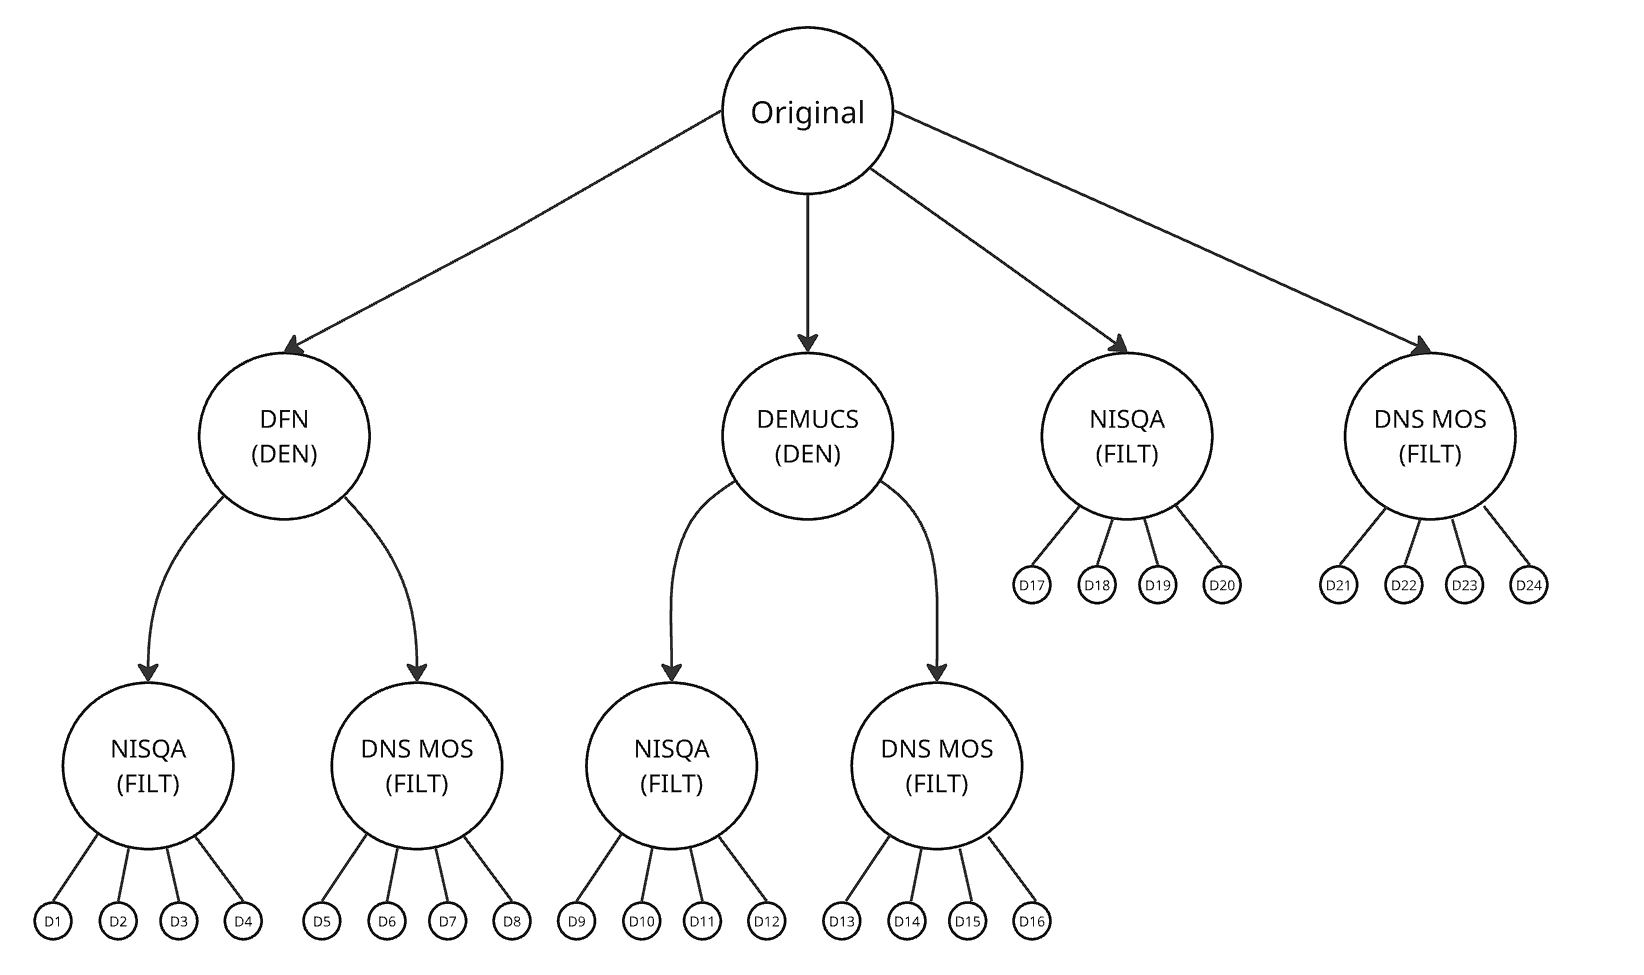 Original
DFN
(DEN)
DEMUCS
(DEN)
NISQA
(FILT)
DNS MOS
(FILT)
D17
D18
D19
D20
D21
D22
D23
D24
NISQA
(FILT)
DNS MOS
(FILT)
NISQA
(FILT)
DNS MOS
(FILT)
D1
D2
D3
D4
D5
D6
D7
D8
D9
D10
D11
D12
D13
D14
D15
D16